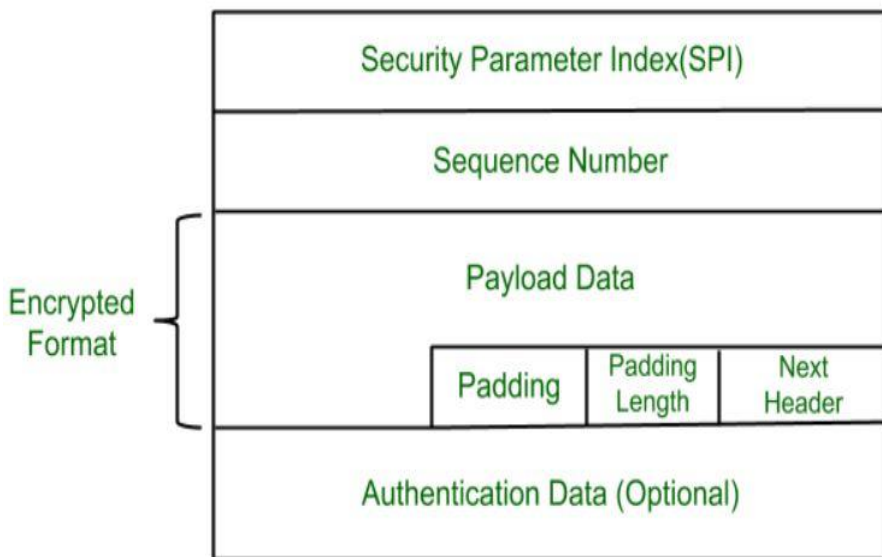 Security Parameter Index(SPI)
Sequence Number
Payload Data
Encrypted
Format
Padding
Padding
Length
Next
Header
Authentication Data (Optional)